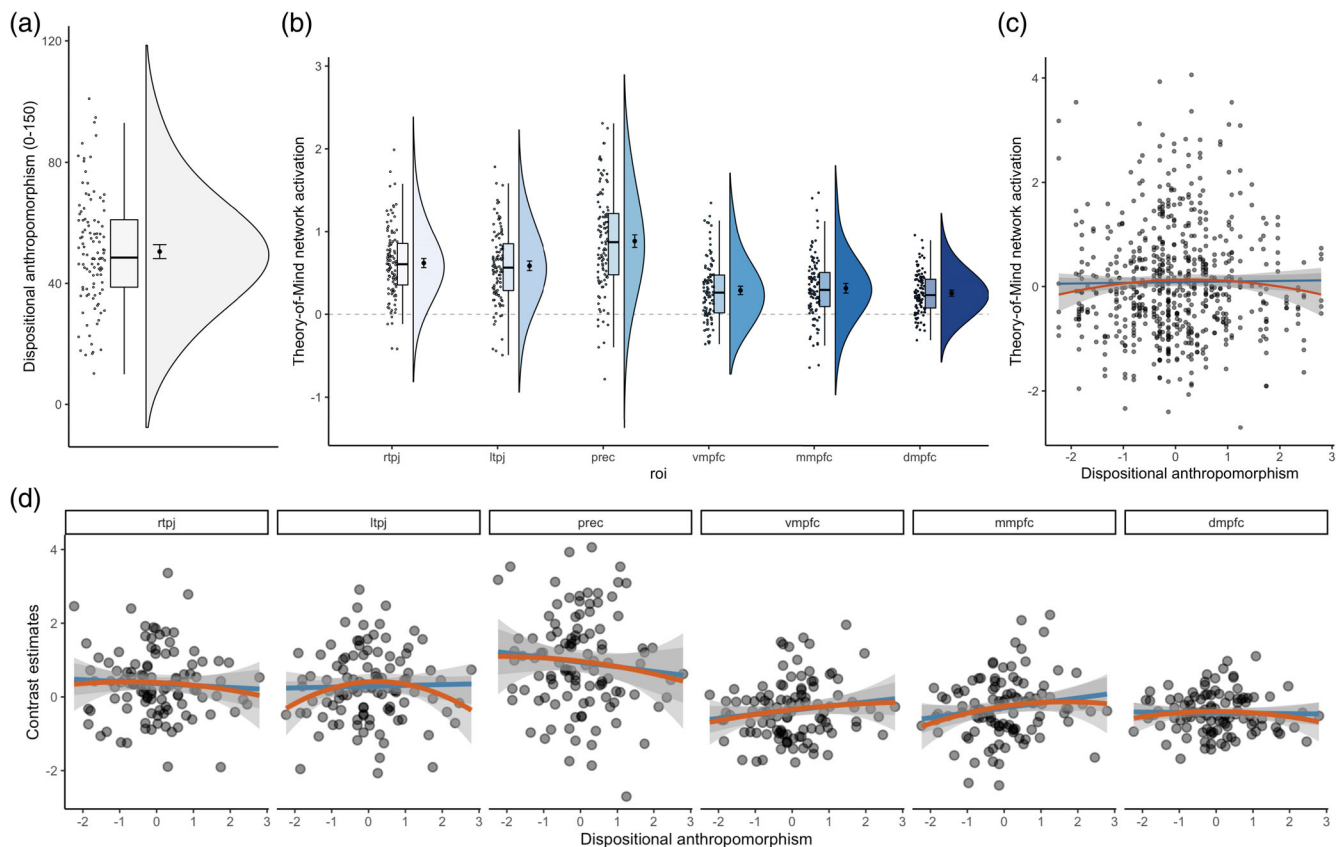 (a)
(b)
(c)
Dispositional anthropomorphism (0-150)
120
80
40
0
Theory-of-Mind network activation
3
2
1
0
-1
rtpj
ltpj
prec
vmpfc
mmpfc
dmpfc
roi
Theory-of-Mind network activation
4
2
0
-2
-2 -1 0 1 2 3
Dispositional anthropomorphism
(d)
rtpj
ltpj
prec
vmpfc
mmpfc
dmpfc
Contrast estimates
4
2
0
-2
-2 -1 0 1 2 3
-2 -1 0 1 2 3
-2 -1 0 1 2 3
-2 -1 0 1 2 3
-2 -1 0 1 2 3
-2 -1 0 1 2 3
Dispositional anthropomorphism